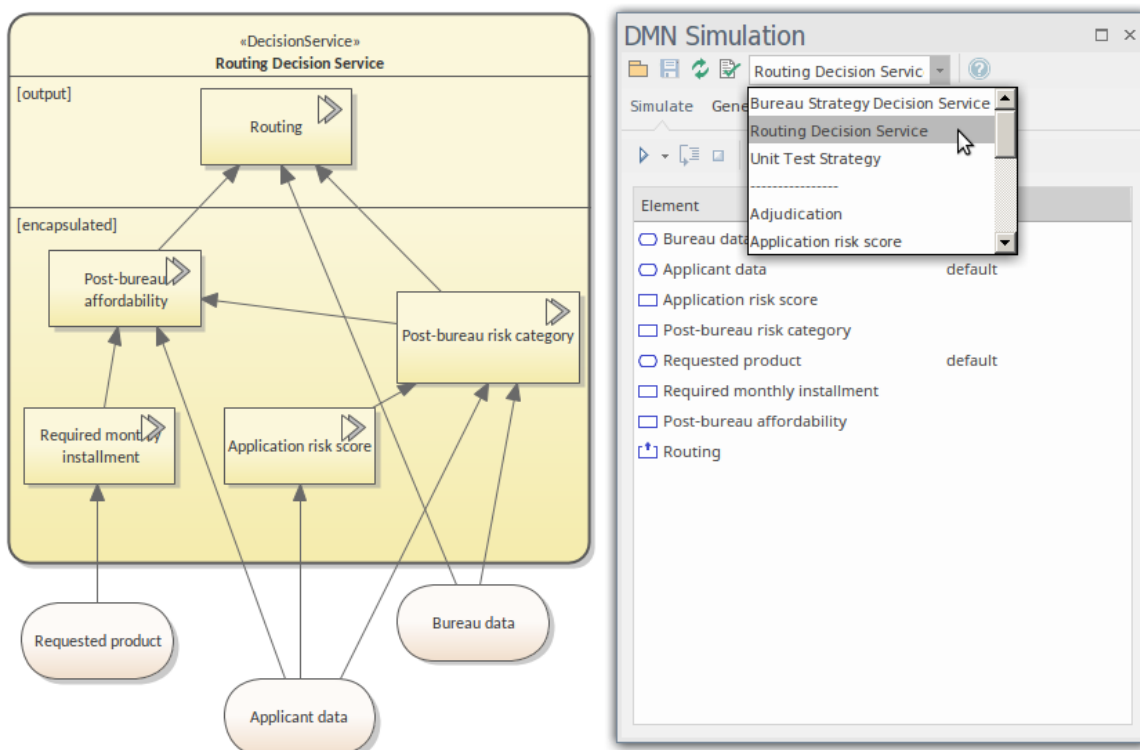 «DecisionService»
Routing Decision Service
[output]
Routing
[encapsulated]
Post-bureau
affordability
Post-bureau risk category
Required monthly
installment
Application risk score
Requested product
Bureau data
Applicant data
DMN Simulation
Routing Decision Servic
Simulate
Bureau Strategy Decision Service
Routing Decision Service
Unit Test Strategy
----------------
Adjudication
Application risk score
Element
Bureau data
Applicant data default
Application risk score
Post-bureau risk category
Requested product default
Required monthly installment
Post-bureau affordability
Routing